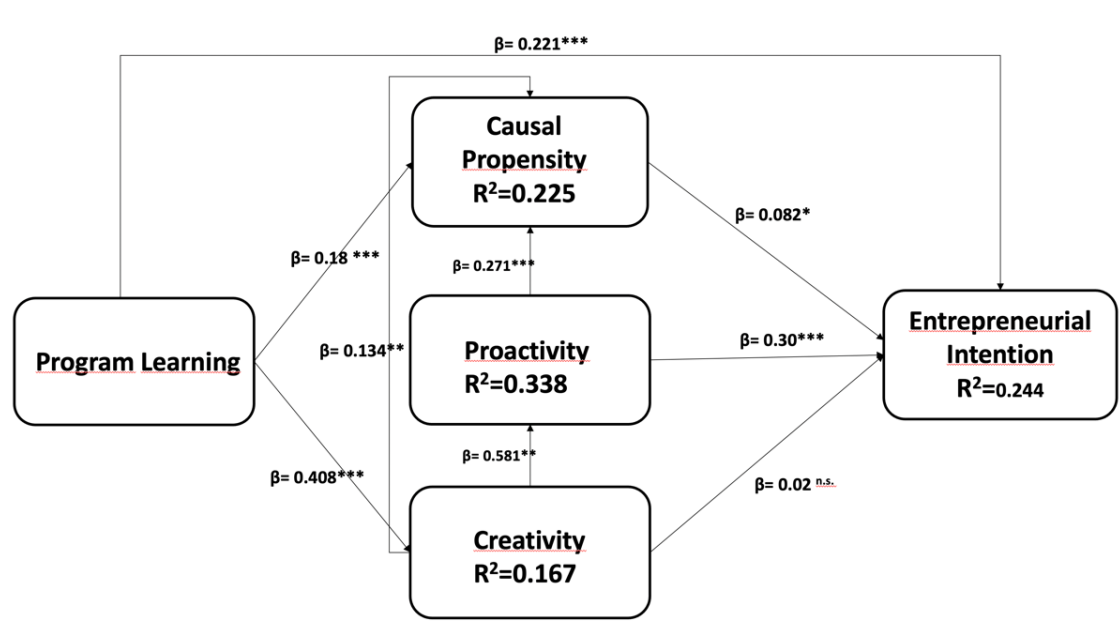 β= 0.221***
Causal
Propensity
R²=0.225
β= 0.082*
β= 0.18 ***
β= 0.271***
Program Learning
β= 0.134**
Proactivity
R²=0.338
β= 0.30***
Entrepreneurial
Intention
R²=0.244
β= 0.581**
β= 0.408***
β= 0.02 n.s.
Creativity
R²=0.167